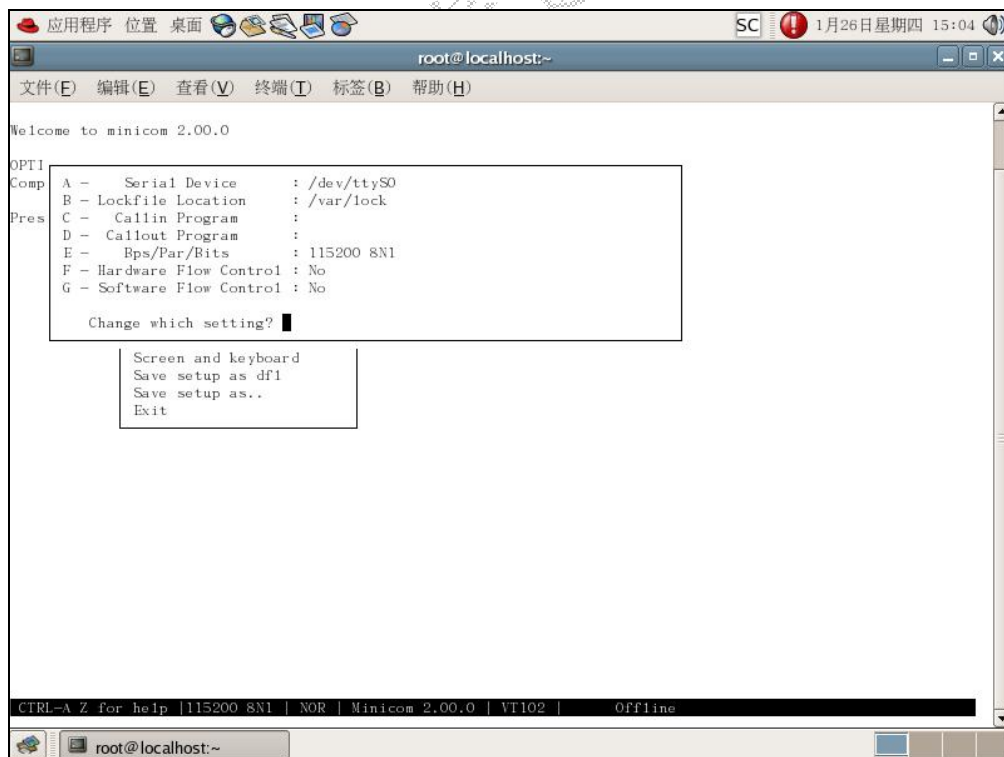 应用程序 位置 桌面 SC 1月26日星期四 15:04
root@localhost:~
文件(F) 编辑(E) 查看(V) 终端(T) 标签(B) 帮助(H)
Welcome to minicom 2.00.0
OPTI
Comp A - Serial Device : /dev/ttyS0
B - Lockfile Location : /var/lock
Pres C - Callin Program :
D - Callout Program :
E - Bps/Par/Bits : 115200 8N1
F - Hardware Flow Control : No
G - Software Flow Control : No
Change which setting?
Screen and keyboard
Save setup as dfl
Save setup as..
Exit
CTRL-A Z for help |115200 8N1 | NOR | Minicom 2.00.0 | VT102 | Offline
root@localhost:~